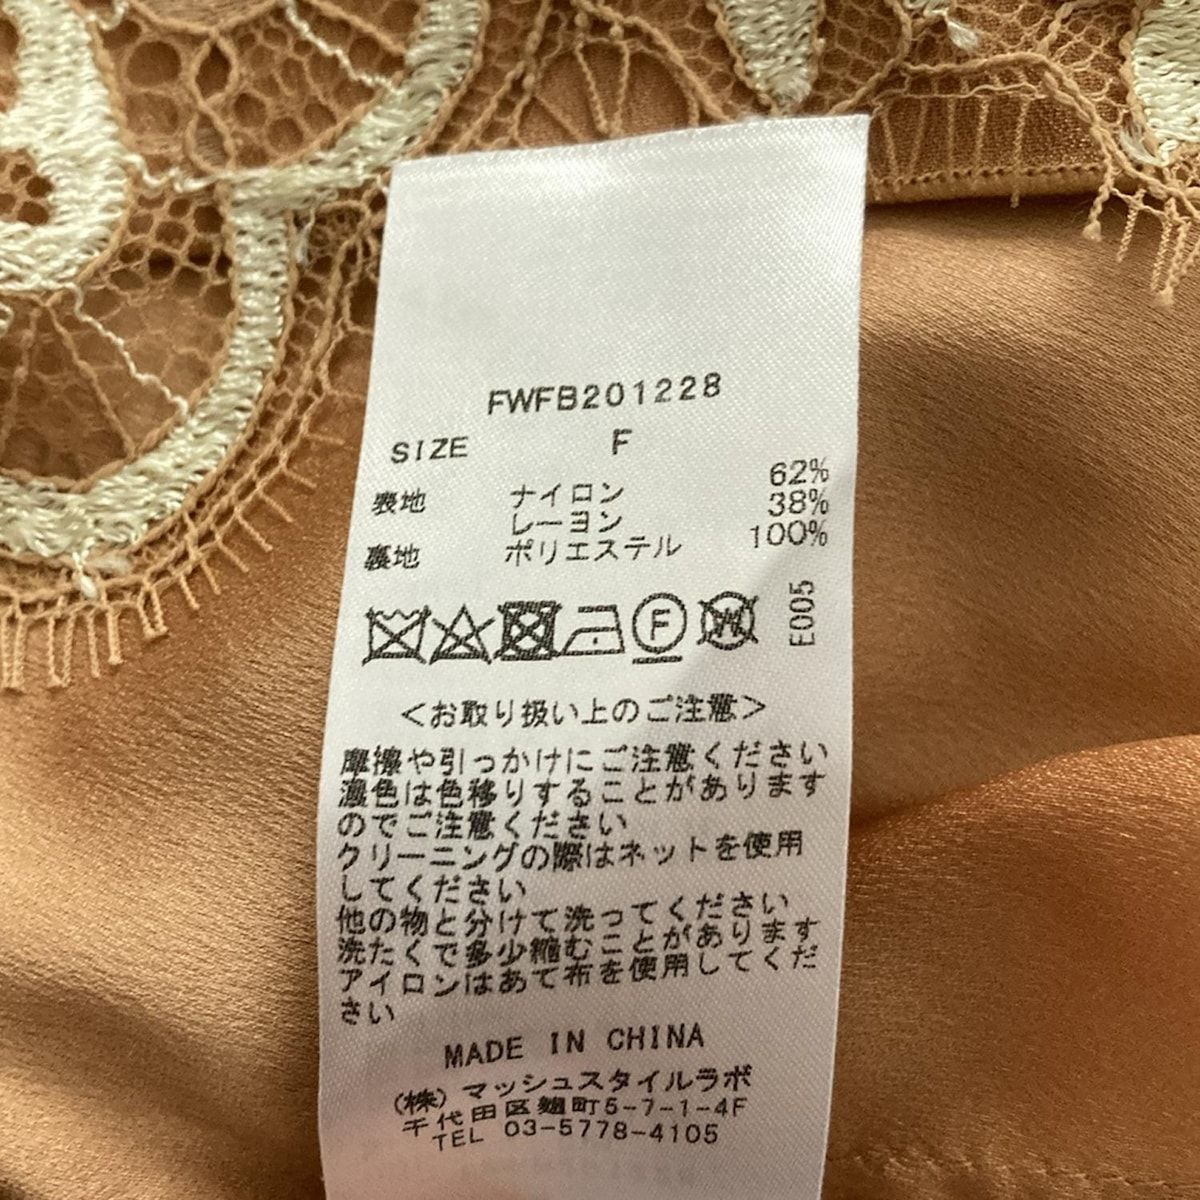 FWFB201228
SIZE F
表地 ナイロン 62%
レーヨン 38%
裏地 ポリエステル 100%
F W E005
<お取り扱い上のご注意>
摩擦や引っかけにご注意ください
濃色は色移りすることがあります
のでご注意ください
クリーニングの際はネットを使用
してください
他の物と分けて洗ってください
洗たくで多少縮むことがあります
アイロンはあて布を使用してくだ
さい
MADE IN CHINA
(株)マッシュスタイルラボ
千代田区麹町5-7-1-4F
TEL 03-5778-4105